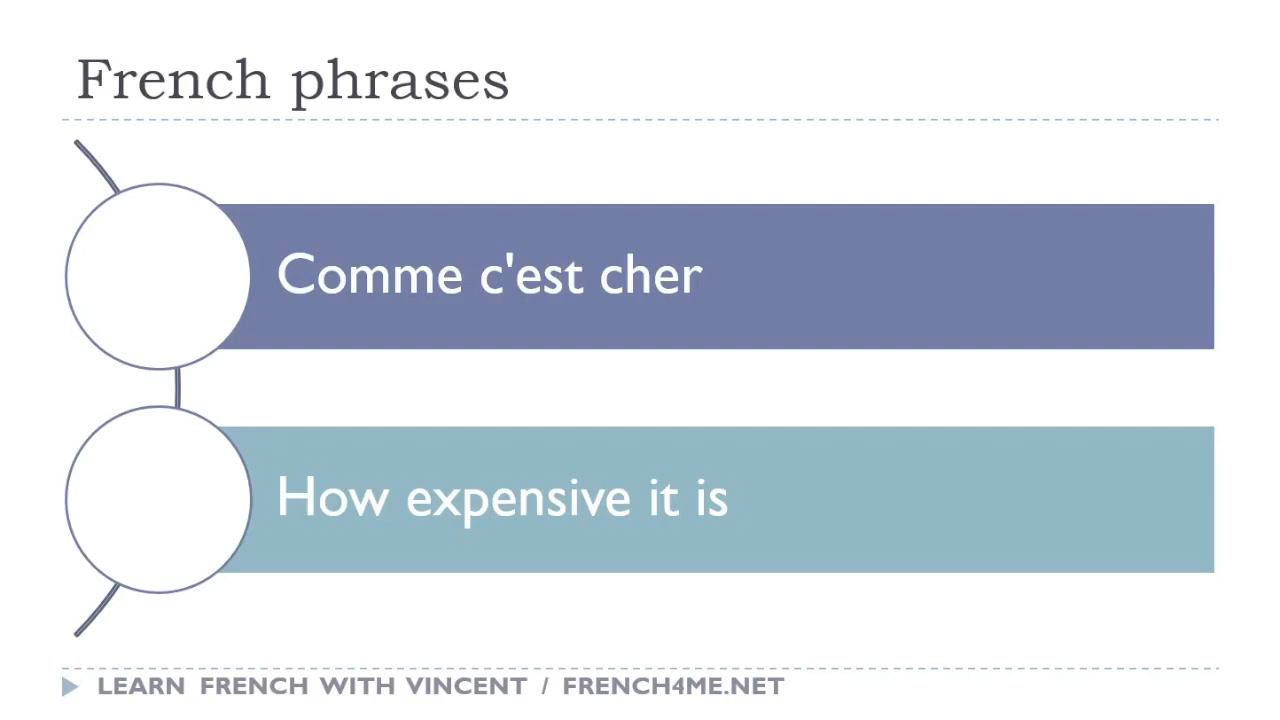 French phrases
Comme c'est cher
How expensive it is
LEARN FRENCH WITH VINCENT / FRENCH4ME.NET